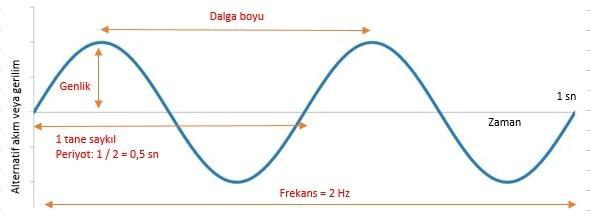 Dalga boyu
Alternatif akım veya gerilim
Genlik
1 sn
Zaman
1 tane saykıl
Periyot: 1 / 2 = 0,5 sn
Frekans = 2 Hz